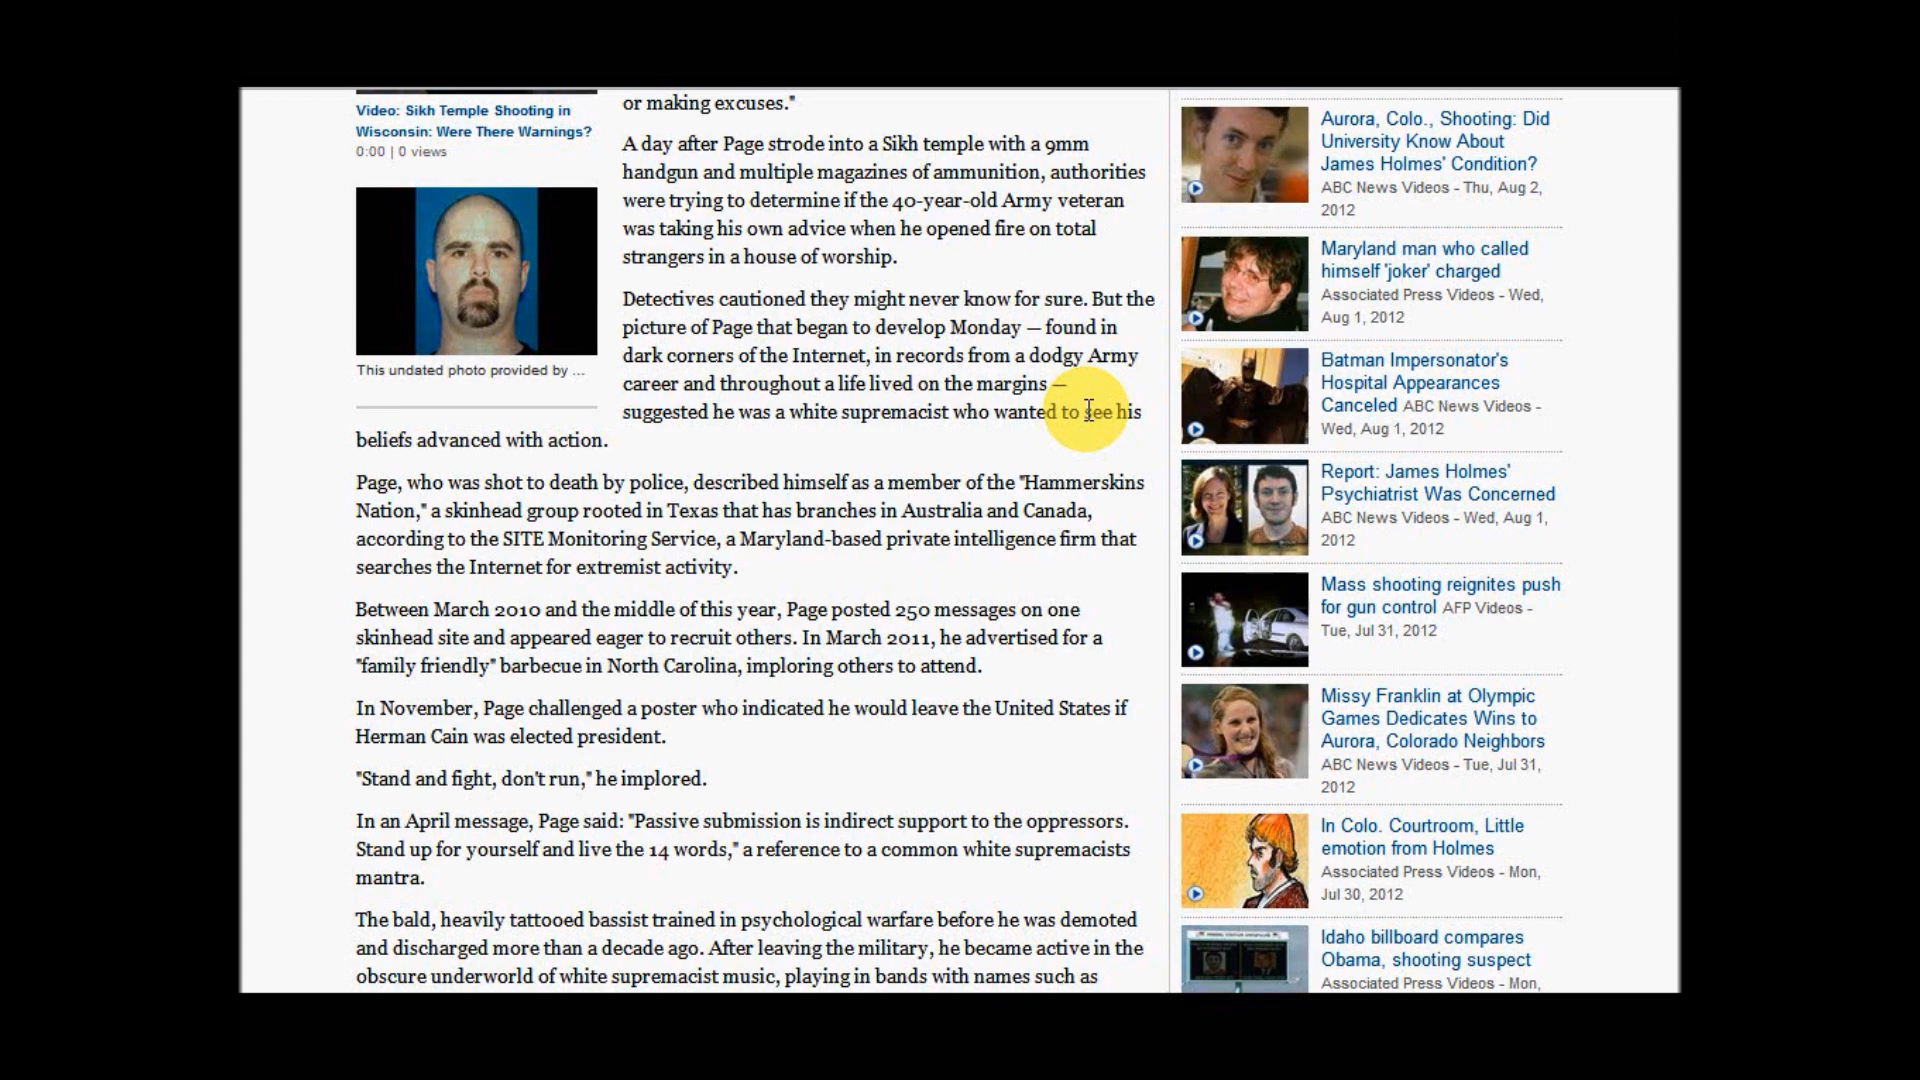 Video: Sikh Temple Shooting in
Wisconsin: Were There Warnings?
0:00 | 0 views
This undated photo provided by ...
or making excuses."
A day after Page strode into a Sikh temple with a 9mm
handgun and multiple magazines of ammunition, authorities
were trying to determine if the 40-year-old Army veteran
was taking his own advice when he opened fire on total
strangers in a house of worship.
Detectives cautioned they might never know for sure. But the
picture of Page that began to develop Monday — found in
dark corners of the Internet, in records from a dodgy Army
career and throughout a life lived on the margins —
suggested he was a white supremacist who wanted to see his
beliefs advanced with action.
Page, who was shot to death by police, described himself as a member of the "Hammerskins
Nation," a skinhead group rooted in Texas that has branches in Australia and Canada,
according to the SITE Monitoring Service, a Maryland-based private intelligence firm that
searches the Internet for extremist activity.
Between March 2010 and the middle of this year, Page posted 250 messages on one
skinhead site and appeared eager to recruit others. In March 2011, he advertised for a
"family friendly" barbecue in North Carolina, imploring others to attend.
In November, Page challenged a poster who indicated he would leave the United States if
Herman Cain was elected president.
"Stand and fight, don't run," he implored.
In an April message, Page said: "Passive submission is indirect support to the oppressors.
Stand up for yourself and live the 14 words," a reference to a common white supremacists
mantra.
The bald, heavily tattooed bassist trained in psychological warfare before he was demoted
and discharged more than a decade ago. After leaving the military, he became active in the
obscure underworld of white supremacist music, playing in bands with names such as
Aurora, Colo., Shooting: Did
University Know About
James Holmes' Condition?
ABC News Videos - Thu, Aug 2,
2012
Maryland man who called
himself 'joker' charged
Associated Press Videos - Wed,
Aug 1, 2012
Batman Impersonator's
Hospital Appearances
Canceled ABC News Videos -
Wed, Aug 1, 2012
Report: James Holmes'
Psychiatrist Was Concerned
ABC News Videos - Wed, Aug 1,
2012
Mass shooting reignites push
for gun control AFP Videos -
Tue, Jul 31, 2012
Missy Franklin at Olympic
Games Dedicates Wins to
Aurora, Colorado Neighbors
ABC News Videos - Tue, Jul 31,
2012
In Colo. Courtroom, Little
emotion from Holmes
Associated Press Videos - Mon,
Jul 30, 2012
Idaho billboard compares
Obama, shooting suspect
Associated Press Videos - Mon,